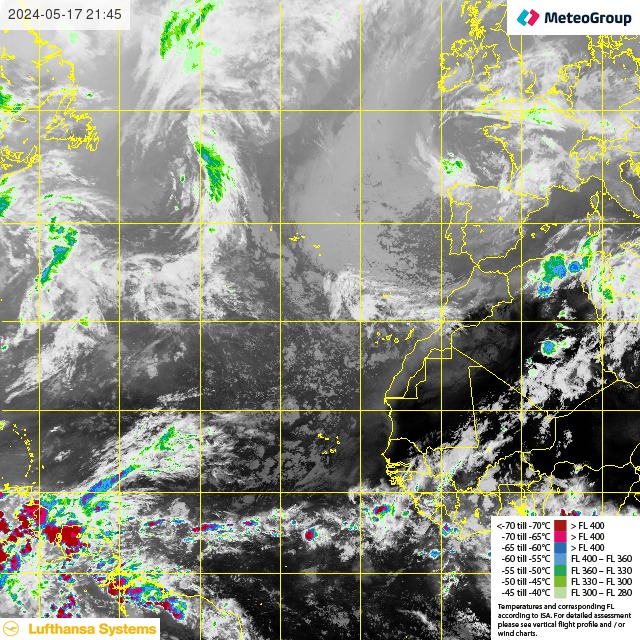 2024-05-17 21:45
MeteoGroup
<-70 till -70°C > FL 400
-70 till -65°C > FL 400
-65 till -60°C > FL 400
-60 till -55°C FL 400 – FL 360
-55 till -50°C FL 360 – FL 330
-50 till -45°C FL 330 – FL 300
-45 till -40°C FL 300 – FL 280
Temperatures and corresponding FL
according to ISA. For detailed assessment
please see vertical flight profile and / or
wind charts.
Lufthansa Systems